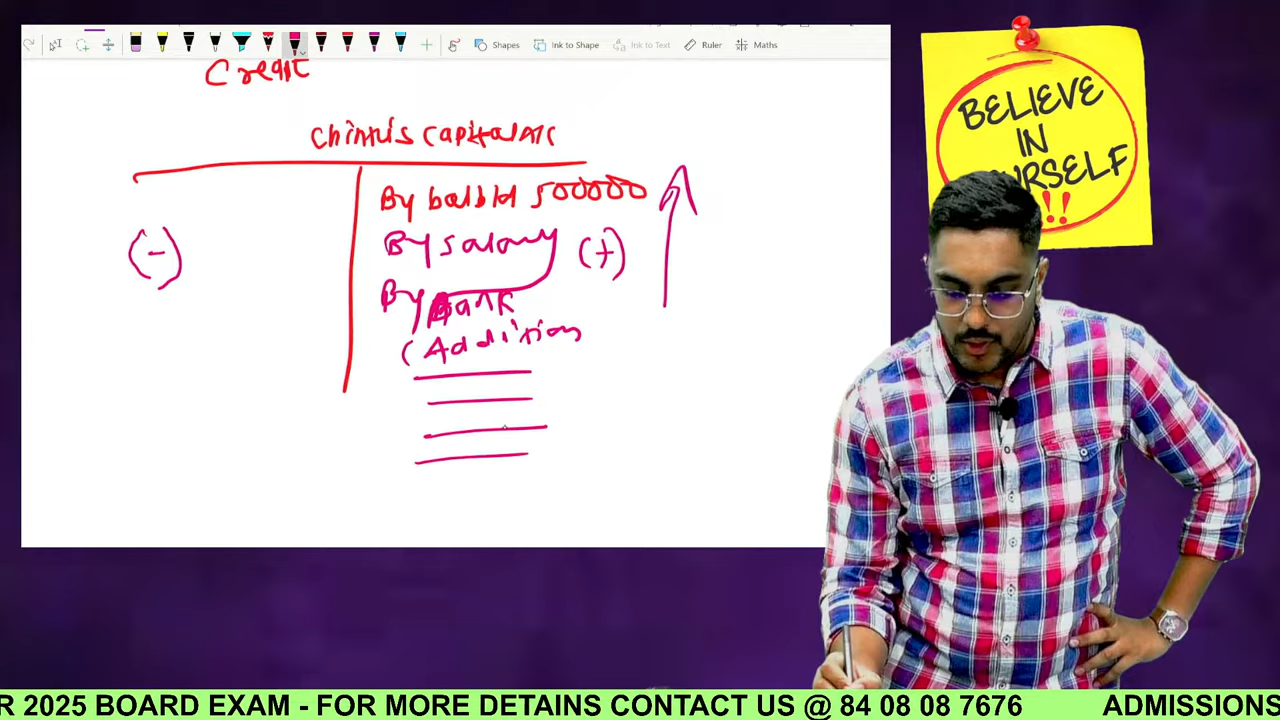 Shapes
Ink to Shape
Ink to Text
Ruler
Maths
Credit
Chintu's Capital A/c
By bal b/d 500000
By Salary (+)
(-)
By Bank
(Addition
BELIEVE
IN
YOURSELF
!!
R 2025 BOARD EXAM - FOR MORE DETAINS CONTACT US @ 84 08 08 7676 ADMISSIONS